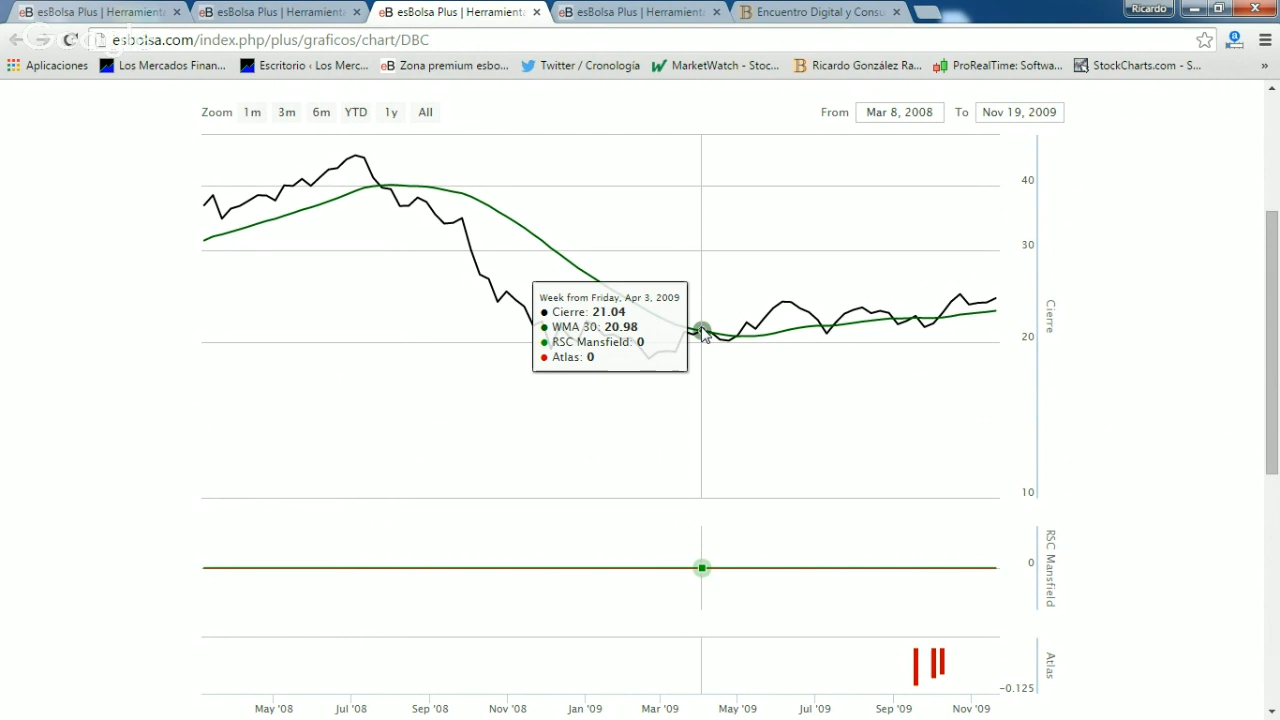 esBolsa Plus | Herramient
esBolsa Plus | Herramient
esBolsa Plus | Herramient
esBolsa Plus | Herramient
Encuentro Digital y Consu
Ricardo
esbolsa.com/index.php/plus/graficos/chart/DBC
Google
Aplicaciones
Los Mercados Finan...
Escritorio ‹ Los Merc...
Zona premium esbo...
Twitter / Cronología
MarketWatch - Stoc...
Ricardo González Ra...
ProRealTime: Softwa...
StockCharts.com - S...
»
Zoom 1m 3m 6m YTD 1y All
From Mar 8, 2008 To Nov 19, 2009
40
30
20
10
Cierre
Week from Friday, Apr 3, 2009
Cierre: 21.04
WMA 30: 20.98
RSC Mansfield: 0
Atlas: 0
0
RSC Mansfield
Atlas
-0.125
May '08 Jul '08 Sep '08 Nov '08 Jan '09 Mar '09 May '09 Jul '09 Sep '09 Nov '09